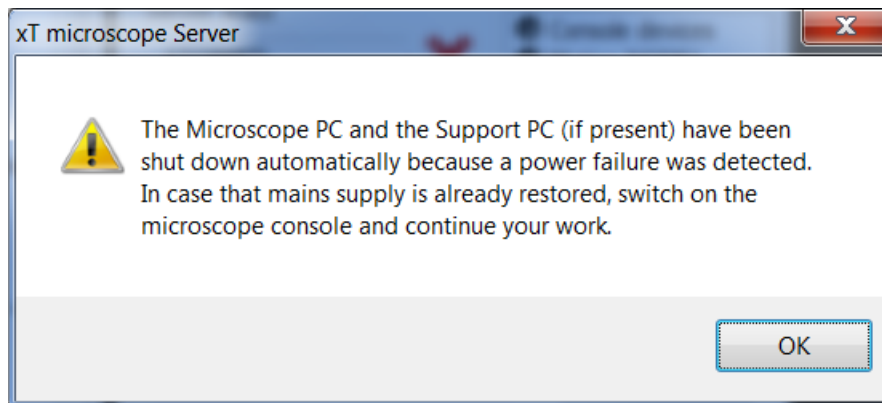 xT microscope Server
Console devices
The Microscope PC and the Support PC (if present) have been
shut down automatically because a power failure was detected.
In case that mains supply is already restored, switch on the
microscope console and continue your work.
OK